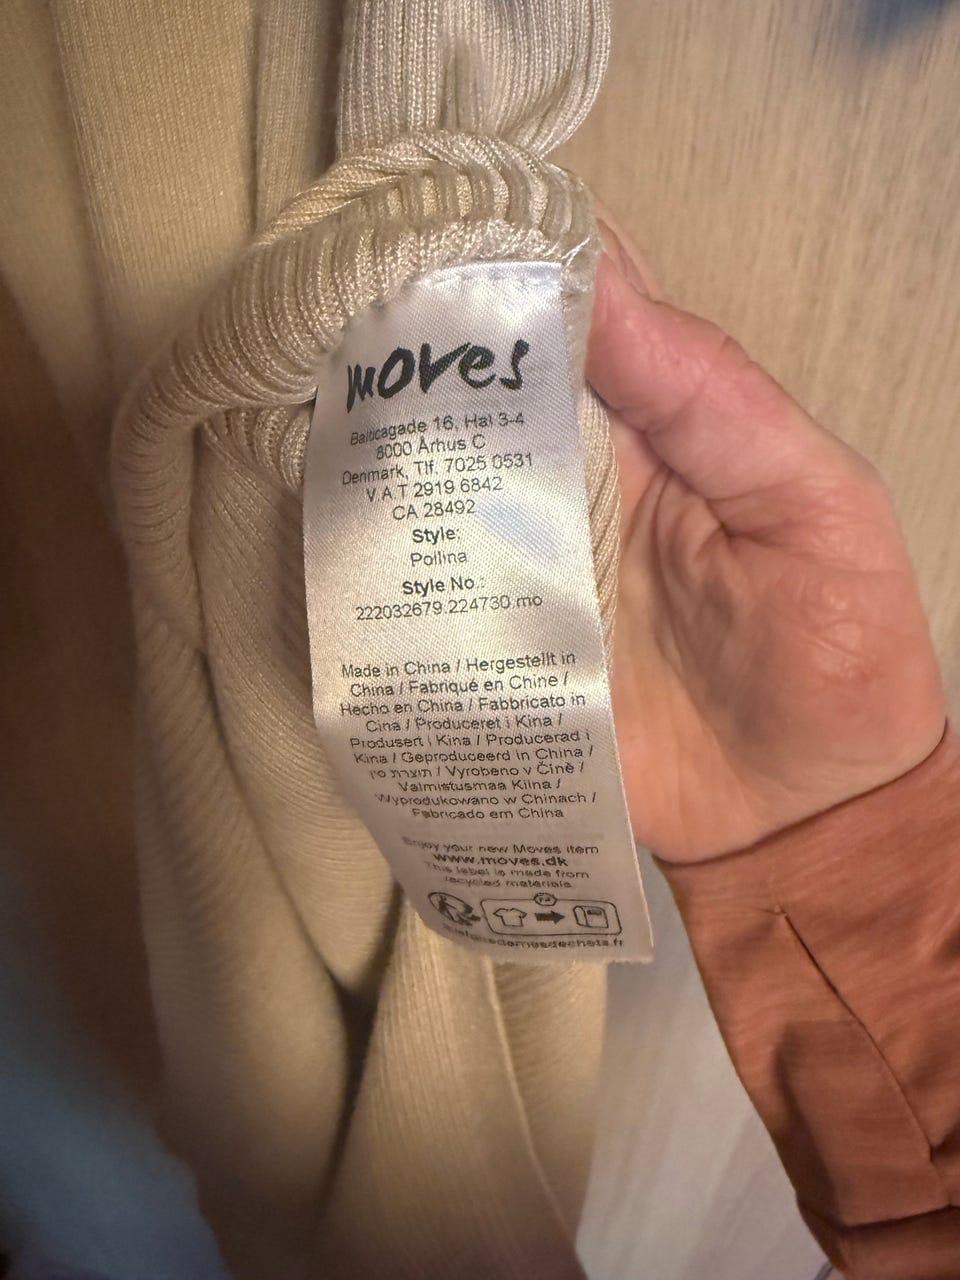 moves
Balticagade 16, Hal 3-4
8000 Århus C
Denmark, Tlf. 7025 0531
V.A.T 2919 6842
CA 28492
Style:
Pollina
Style No.:
222032679.224730.mo
Made in China / Hergestellt in
China / Fabriqué en Chine /
Hecho en China / Fabbricato in
Cina / Produceret i Kina /
Produsert i Kina / Producerad i
Kina / Geproduceerd in China /
/ Vyrobeno v Číně /
Valmistusmaa Kiina /
Wyprodukowano w Chinach /
Fabricado em China
Enjoy your new Moves item
www.moves.dk
This label is made from
recycled materials
FR